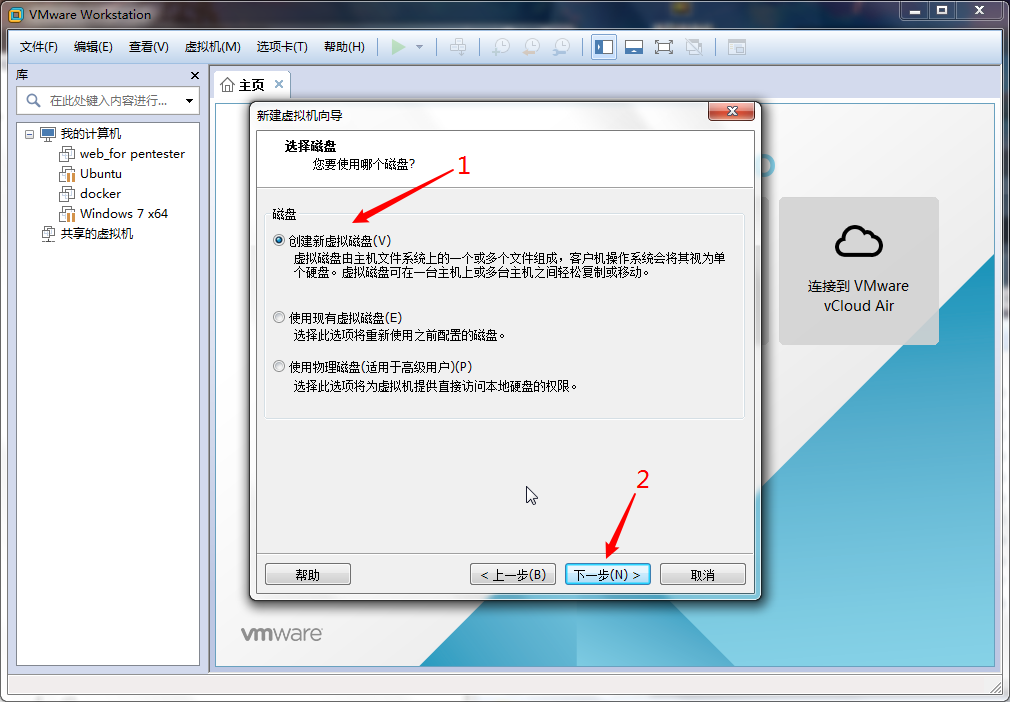 VMware Workstation
文件(F) 编辑(E) 查看(V) 虚拟机(M) 选项卡(T) 帮助(H)
库
在此处键入内容进行...
我的计算机
web_for pentester
Ubuntu
docker
Windows 7 x64
共享的虚拟机
主页
新建虚拟机向导
选择磁盘
您要使用哪个磁盘?
1
磁盘
创建新虚拟磁盘(V)
虚拟磁盘由主机文件系统上的一个或多个文件组成，客户机操作系统会将其视为单
个硬盘。虚拟磁盘可在一台主机上或多台主机之间轻松复制或移动。
使用现有虚拟磁盘(E)
选择此选项将重新使用之前配置的磁盘。
使用物理磁盘(适用于高级用户)(P)
选择此选项将为虚拟机提供直接访问本地硬盘的权限。
2
帮助
< 上一步(B)
下一步(N) >
取消
连接到 VMware
vCloud Air
vmware